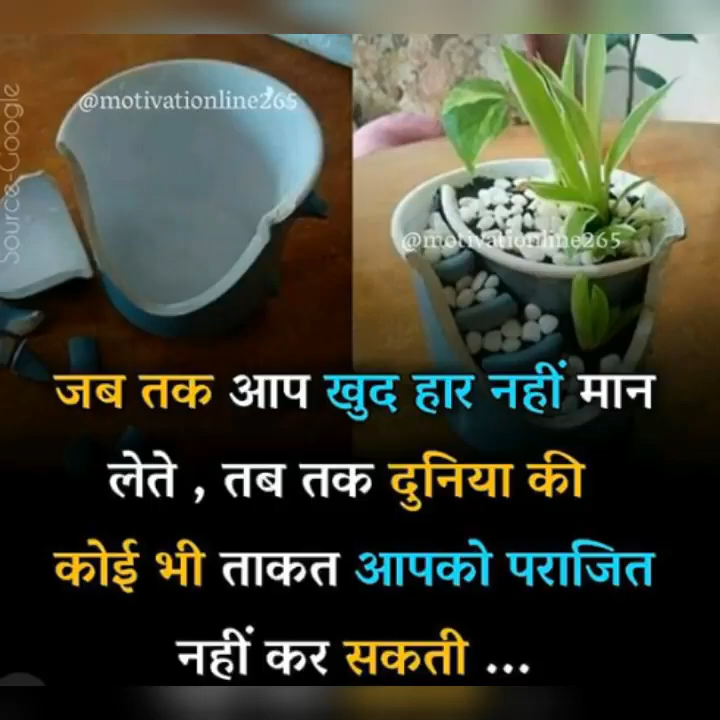 Source-Google
@motivationline265
@motivationline265
जब तक आप खुद हार नहीं मान
लेते , तब तक दुनिया की
कोई भी ताकत आपको पराजित
नहीं कर सकती ...